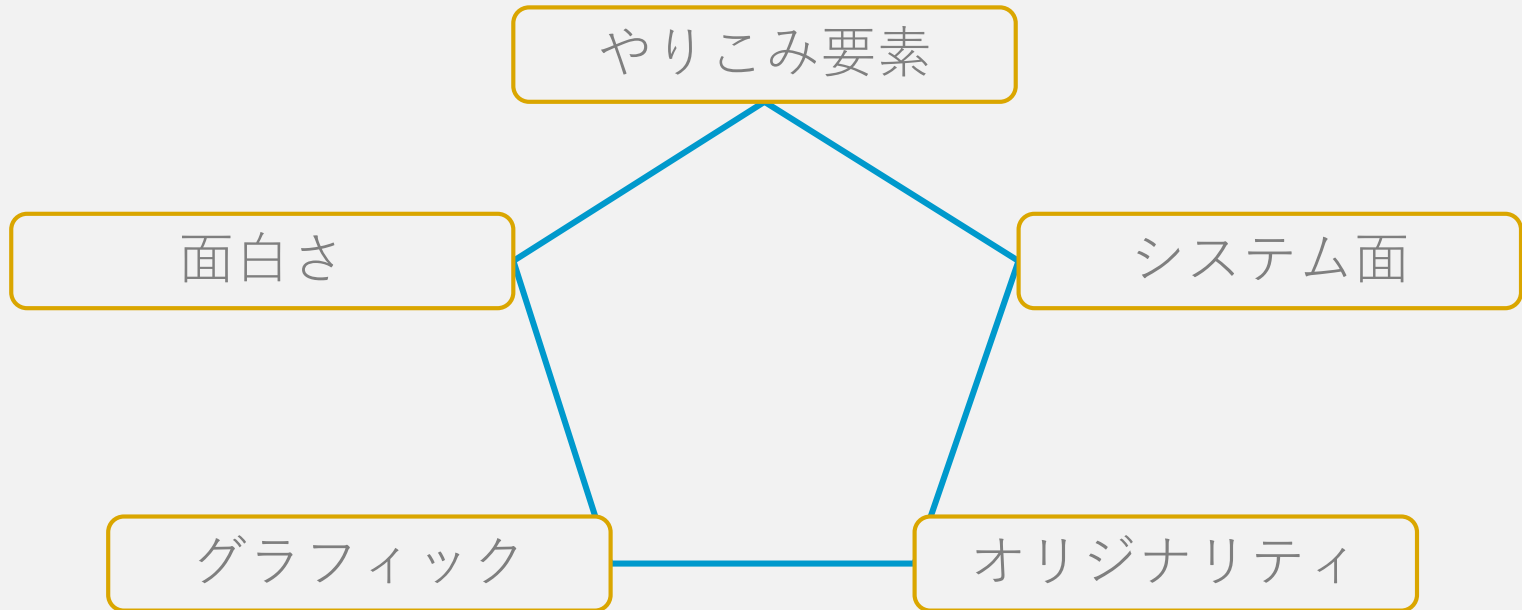 やりこみ要素
面白さ
システム面
グラフィック
オリジナリティ